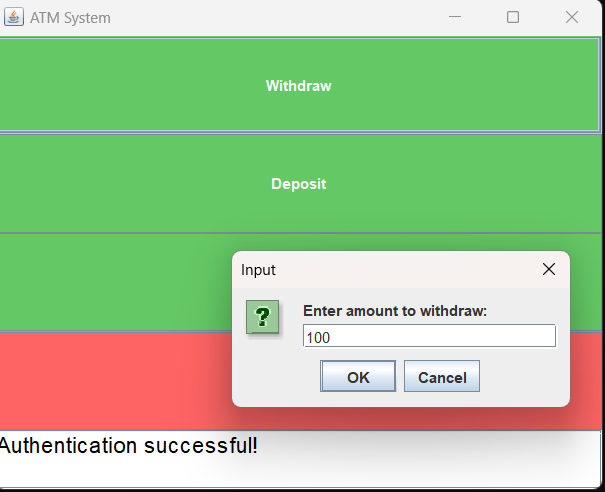 ATM System
Withdraw
Deposit
Input
?
Enter amount to withdraw:
100
OK Cancel
Authentication successful!